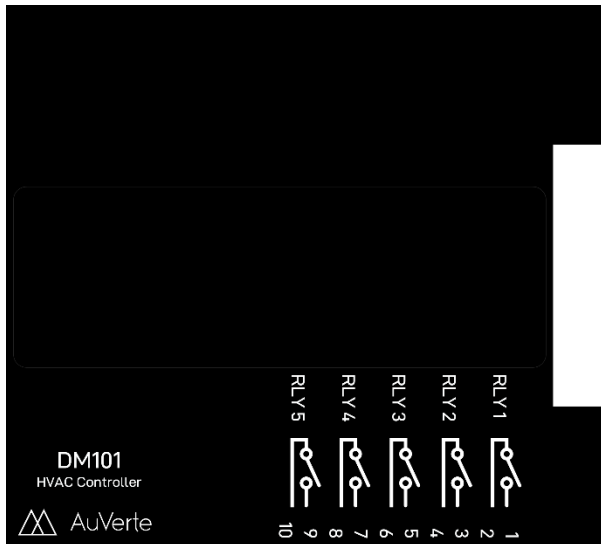 RLY5 RLY4 RLY3 RLY2 RLY1
DM101
HVAC Controller
AuVerte
10 9 8 7 6 5 4 3 2 1